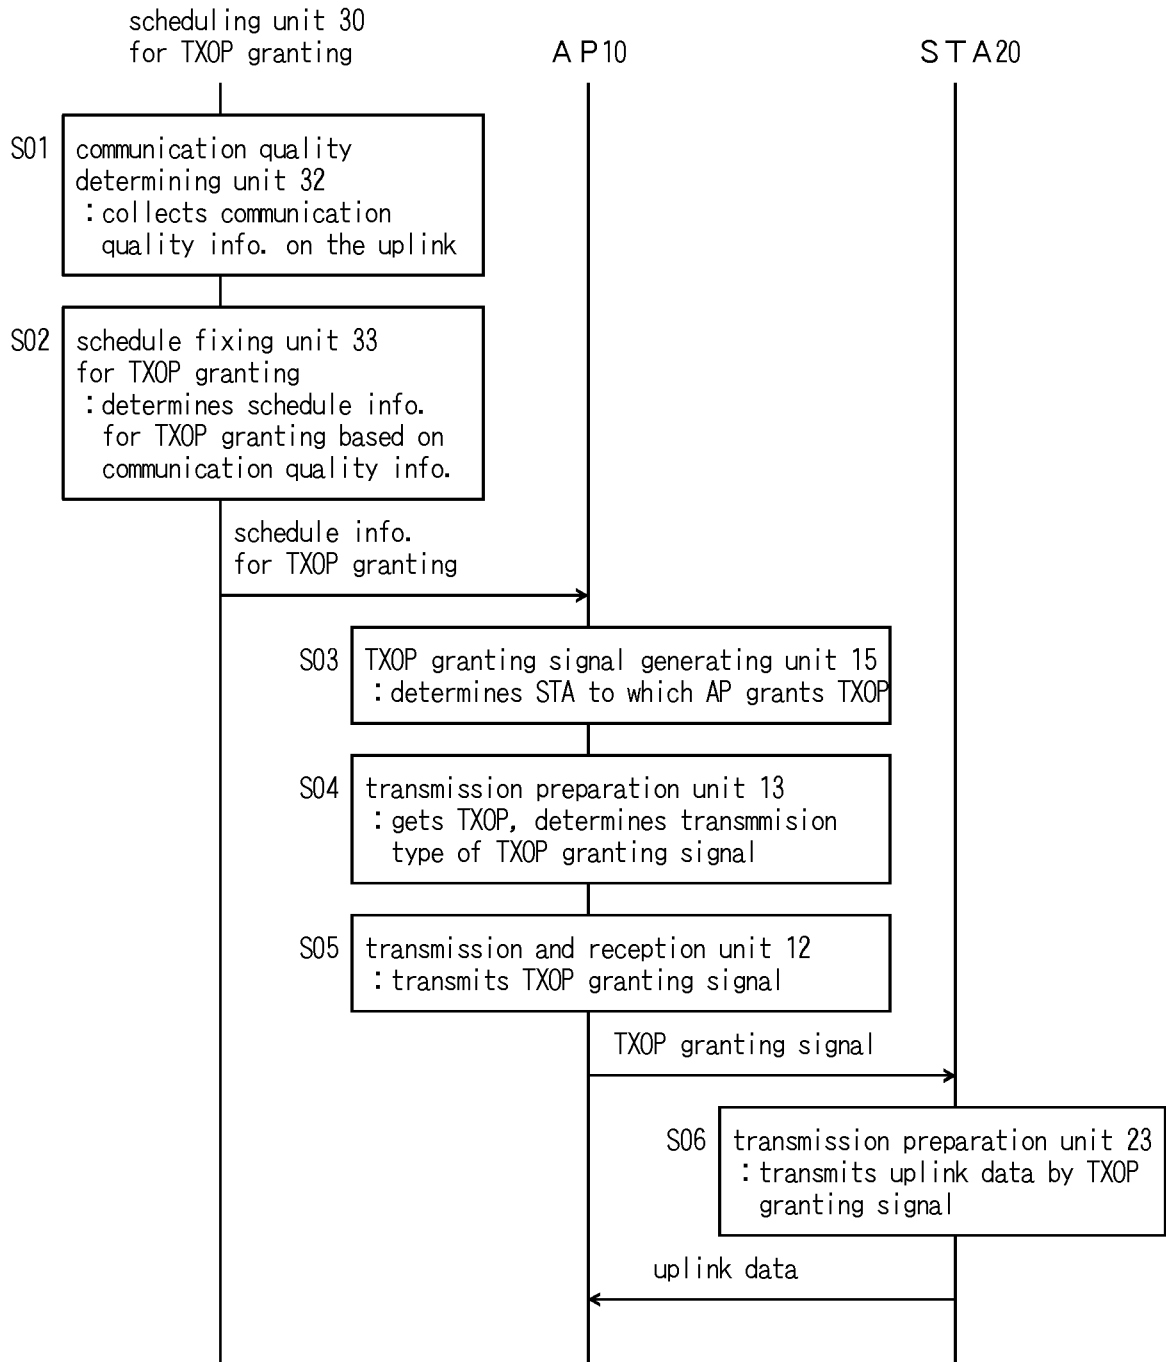 scheduling unit 30
for TXOP granting
AP10
STA20
S01
communication quality
determining unit 32
:collects communication
quality info. on the uplink
S02
schedule fixing unit 33
for TXOP granting
:determines schedule info.
for TXOP granting based on
communication quality info.
schedule info.
for TXOP granting
S03
TXOP granting signal generating unit 15
:determines STA to which AP grants TXOP
S04
transmission preparation unit 13
:gets TXOP, determines transmmision
type of TXOP granting signal
S05
transmission and reception unit 12
:transmits TXOP granting signal
TXOP granting signal
S06
transmission preparation unit 23
:transmits uplink data by TXOP
granting signal
uplink data